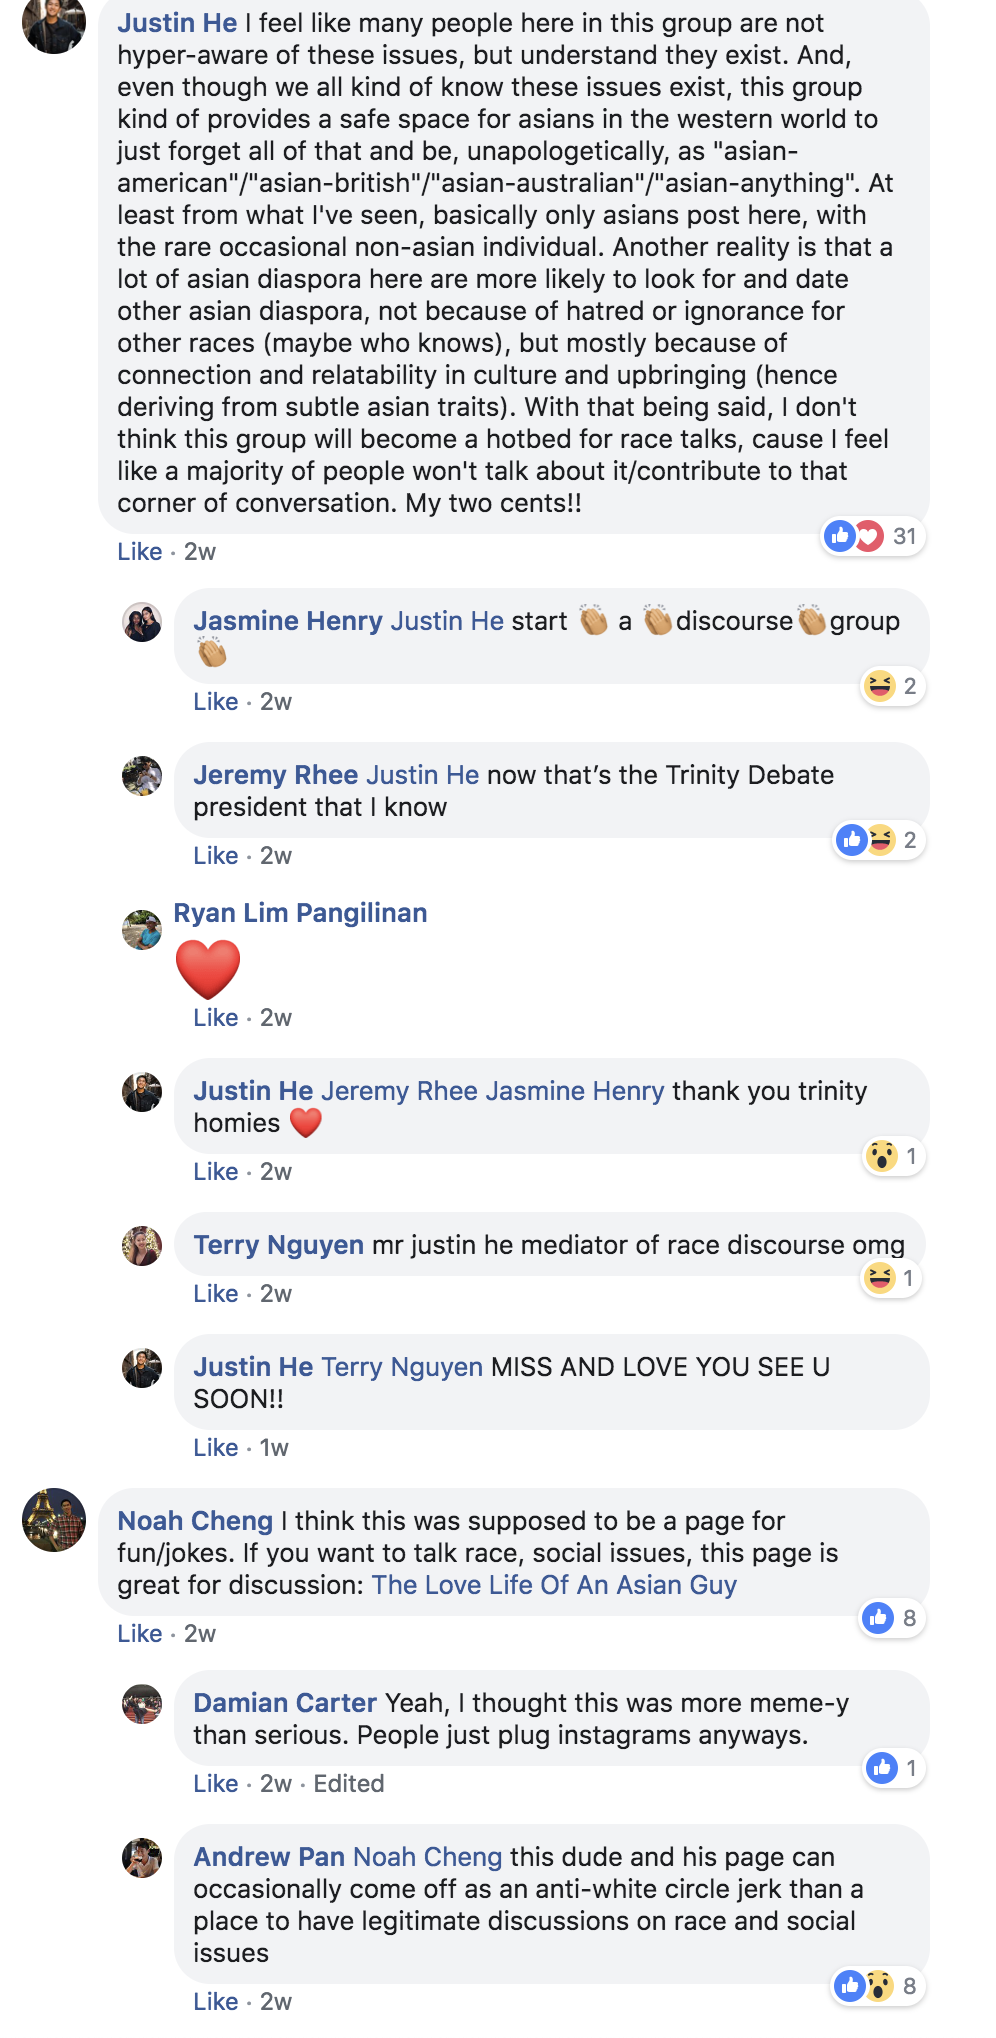 Justin He I feel like many people here in this group are not
hyper-aware of these issues, but understand they exist. And,
even though we all kind of know these issues exist, this group
kind of provides a safe space for asians in the western world to
just forget all of that and be, unapologetically, as "asian-
american"/"asian-british"/"asian-australian"/"asian-anything". At
least from what I've seen, basically only asians post here, with
the rare occasional non-asian individual. Another reality is that a
lot of asian diaspora here are more likely to look for and date
other asian diaspora, not because of hatred or ignorance for
other races (maybe who knows), but mostly because of
connection and relatability in culture and upbringing (hence
deriving from subtle asian traits). With that being said, I don't
think this group will become a hotbed for race talks, cause I feel
like a majority of people won't talk about it/contribute to that
corner of conversation. My two cents!!
31
Like · 2w
Jasmine Henry Justin He start 👏🏼 a 👏🏼discourse👏🏼group
👏🏼
2
Like · 2w
Jeremy Rhee Justin He now that’s the Trinity Debate
president that I know
2
Like · 2w
Ryan Lim Pangilinan
❤️
Like · 2w
Justin He Jeremy Rhee Jasmine Henry thank you trinity
homies ❤️
1
Like · 2w
Terry Nguyen mr justin he mediator of race discourse omg
1
Like · 2w
Justin He Terry Nguyen MISS AND LOVE YOU SEE U
SOON!!
Like · 1w
Noah Cheng I think this was supposed to be a page for
fun/jokes. If you want to talk race, social issues, this page is
great for discussion: The Love Life Of An Asian Guy
8
Like · 2w
Damian Carter Yeah, I thought this was more meme-y
than serious. People just plug instagrams anyways.
1
Like · 2w · Edited
Andrew Pan Noah Cheng this dude and his page can
occasionally come off as an anti-white circle jerk than a
place to have legitimate discussions on race and social
issues
8
Like · 2w